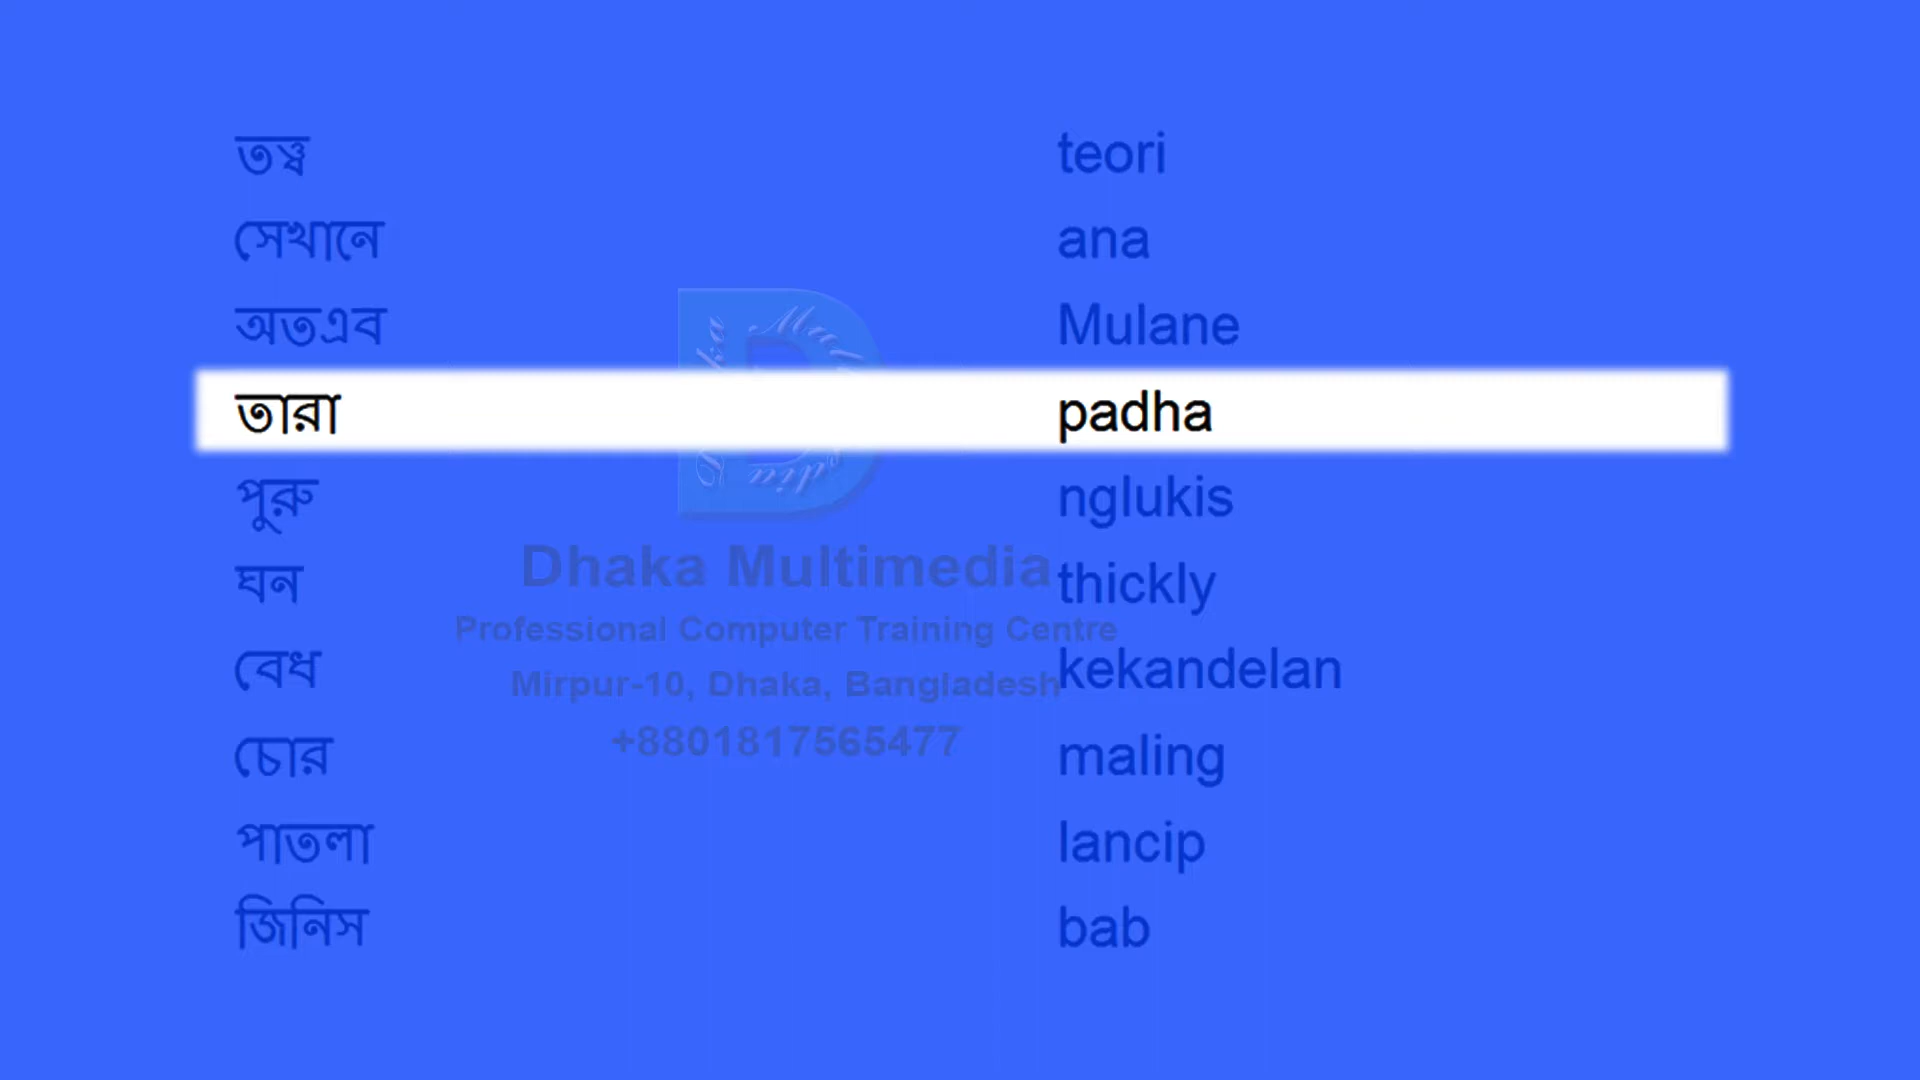 তত্ত্ব teori
সেখানে ana
অতএব Mulane
তারা padha
পুরু nglukis
ঘন thickly
বেধ kekandelan
চোর maling
পাতলা lancip
জিনিস bab
Dhaka Multimedia
Professional Computer Training Centre
Mirpur-10, Dhaka, Bangladesh
+8801817565477